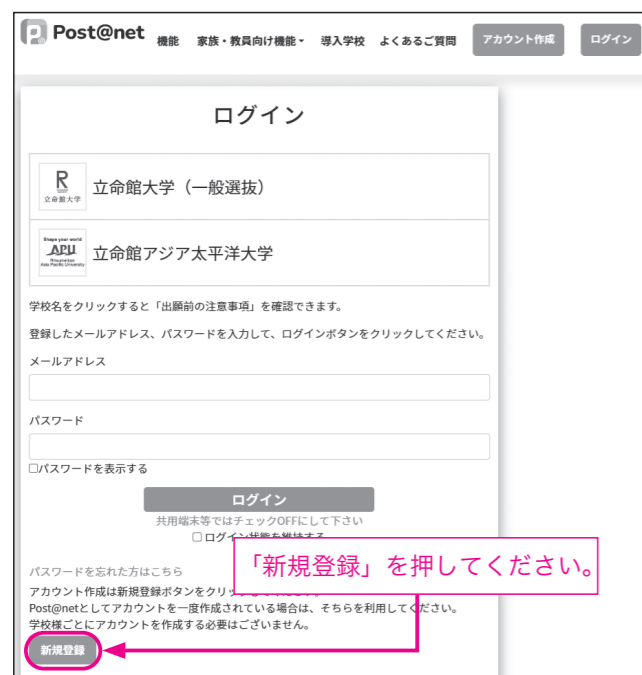 Post@net 機能 家族・教員向け機能 導入学校 よくあるご質問 アカウント作成 ログイン
ログイン
R
立命館大学
立命館大学（一般選抜）
Shape your world
APU
Ritsumeikan
Asia Pacific University
立命館アジア太平洋大学
学校名をクリックすると「出願前の注意事項」を確認できます。
登録したメールアドレス、パスワードを入力して、ログインボタンをクリックしてください。
メールアドレス
パスワード
パスワードを表示する
ログイン
共用端末等ではチェックOFFにして下さい
ログイン状態を維持する
「新規登録」を押してください。
パスワードを忘れた方はこちら
アカウント作成は新規登録ボタンをクリ
Post@netとしてアカウントを一度作成されている場合は、そちらを利用してください。
学校様ごとにアカウントを作成する必要はございません。
新規登録